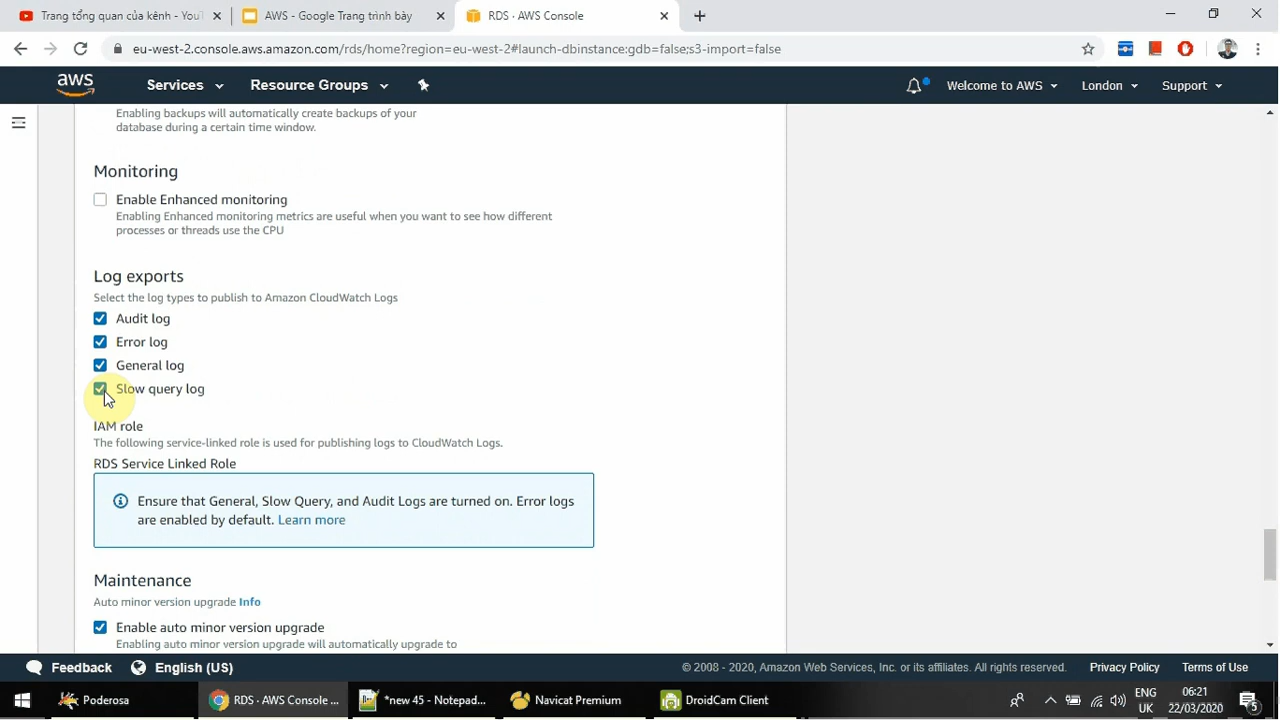 Trang tổng quan của kênh - You
AWS - Google Trang trình bày
RDS · AWS Console
eu-west-2.console.aws.amazon.com/rds/home?region=eu-west-2#launch-dbinstance:gdb=false;s3-import=false
aws Services Resource Groups Welcome to AWS London Support
Enabling backups will automatically create backups of your
database during a certain time window.
Monitoring
Enable Enhanced monitoring
Enabling Enhanced monitoring metrics are useful when you want to see how different
processes or threads use the CPU
Log exports
Select the log types to publish to Amazon CloudWatch Logs
Audit log
Error log
General log
Slow query log
IAM role
The following service-linked role is used for publishing logs to CloudWatch Logs.
RDS Service Linked Role
Ensure that General, Slow Query, and Audit Logs are turned on. Error logs
are enabled by default. Learn more
Maintenance
Auto minor version upgrade Info
Enable auto minor version upgrade
Enabling auto minor version upgrade will automatically upgrade to
Feedback English (US) © 2008 - 2020, Amazon Web Services, Inc. or its affiliates. All rights reserved. Privacy Policy Terms of Use
Poderosa
RDS · AWS Console ...
*new 45 - Notepad...
Navicat Premium
DroidCam Client
ENG
UK
06:21
22/03/2020
5